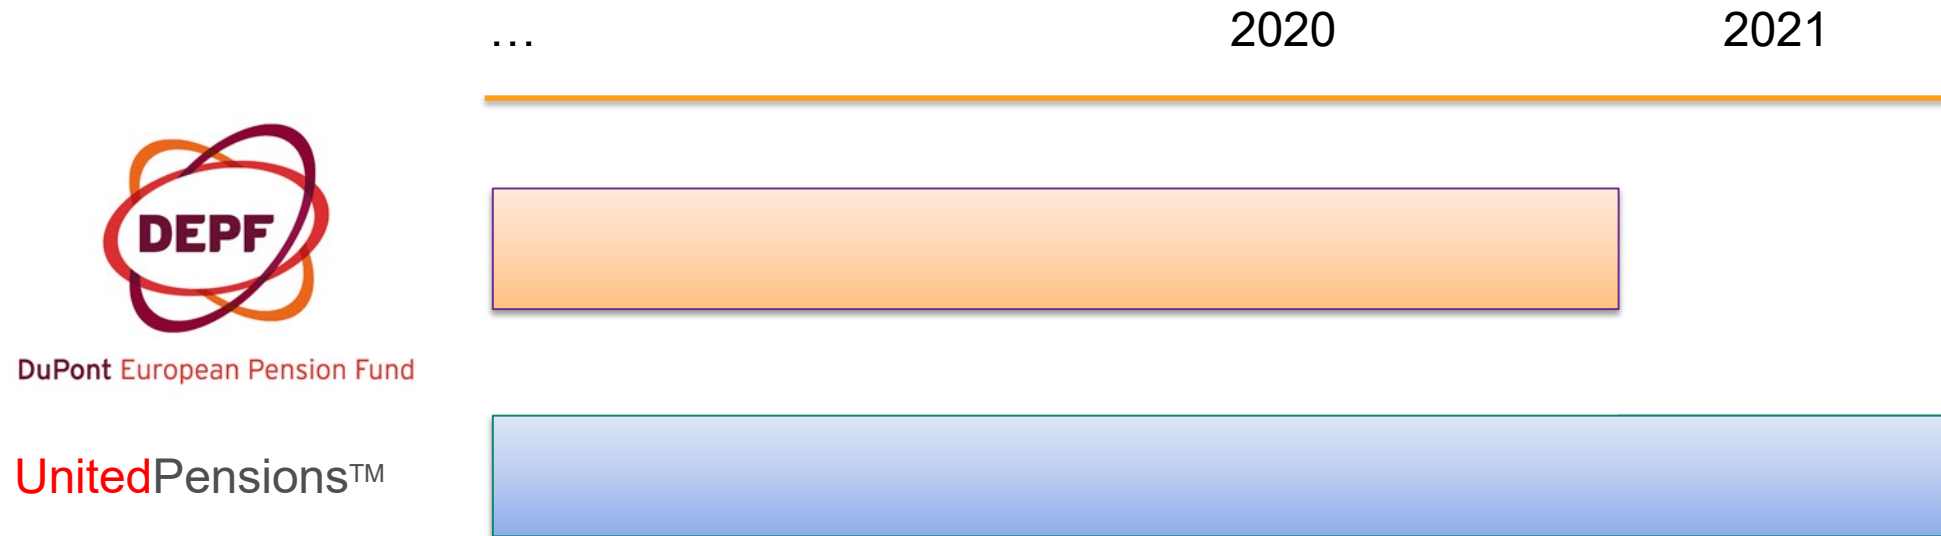 … 2020 2021
DEPF
DuPont European Pension Fund
UnitedPensions™